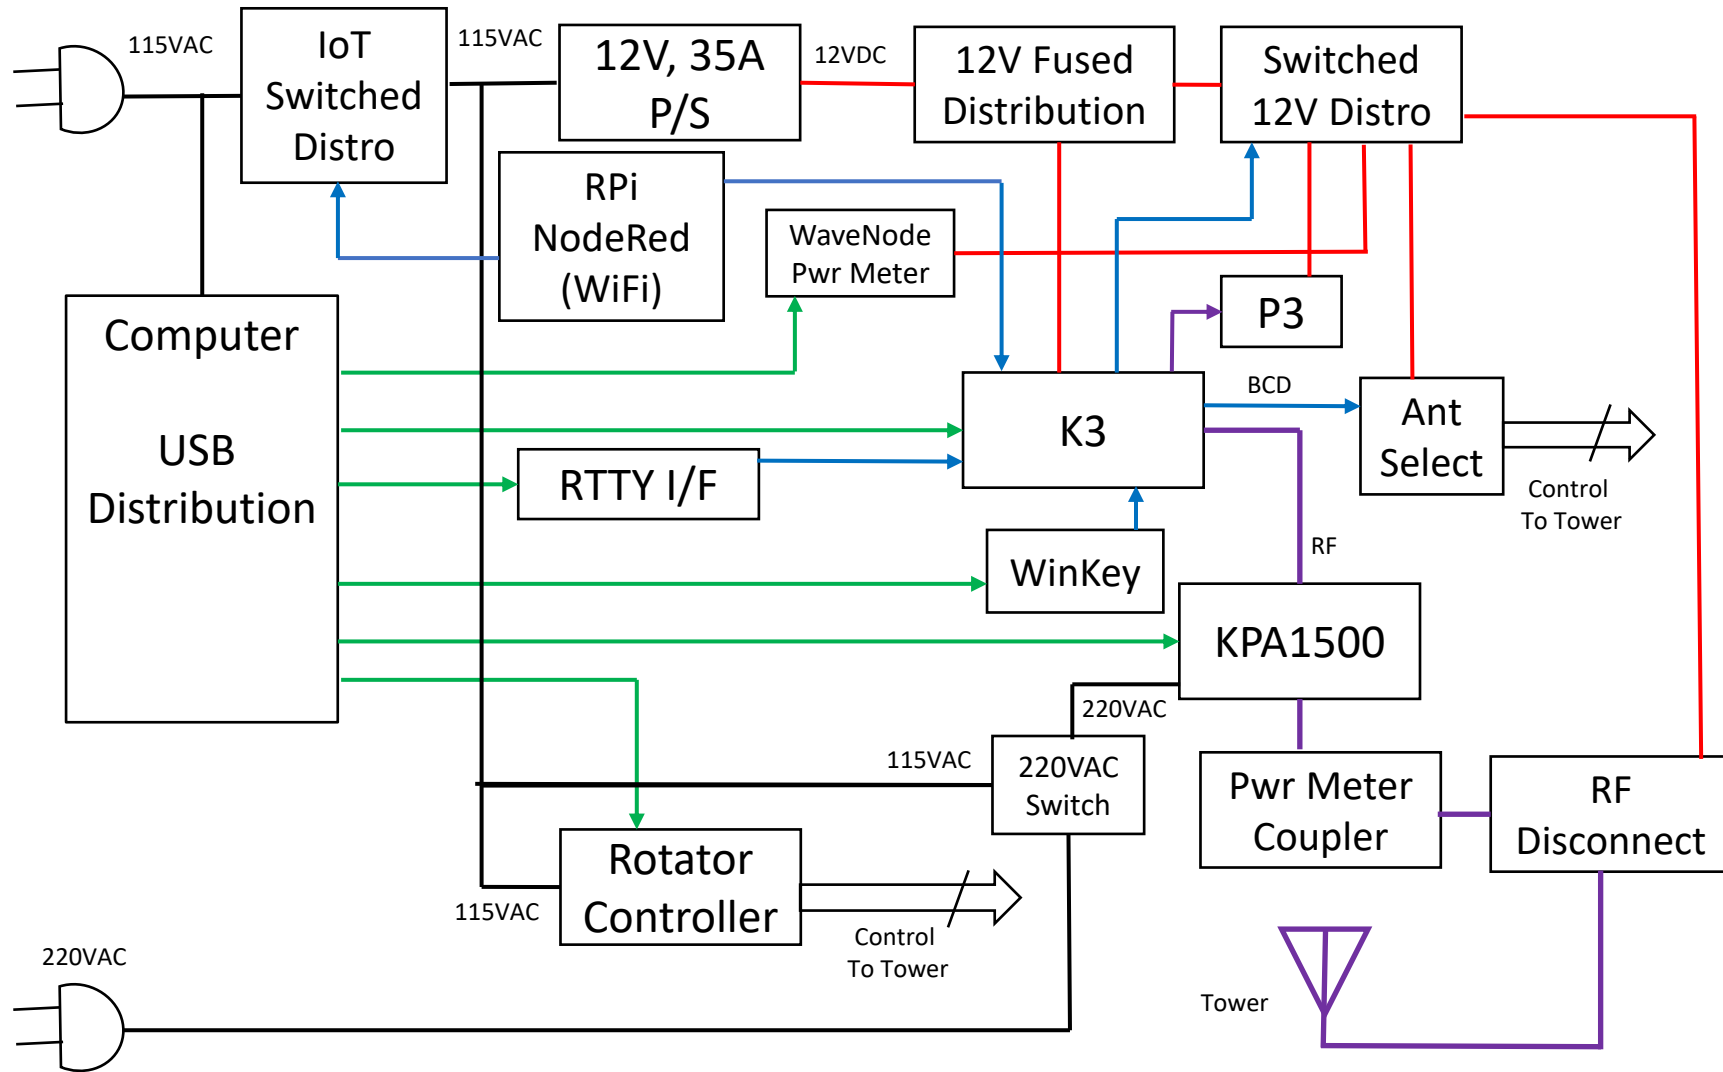 115VAC
IoT
Switched
Distro
115VAC
12V, 35A
P/S
12VDC
12V Fused
Distribution
Switched
12V Distro
RPi
NodeRed
(WiFi)
WaveNode
Pwr Meter
P3
Computer
USB
Distribution
K3
BCD
Ant
Select
Control
To Tower
RTTY I/F
WinKey
RF
KPA1500
220VAC
115VAC
220VAC
Switch
Pwr Meter
Coupler
RF
Disconnect
Rotator
Controller
115VAC
Control
To Tower
220VAC
Tower